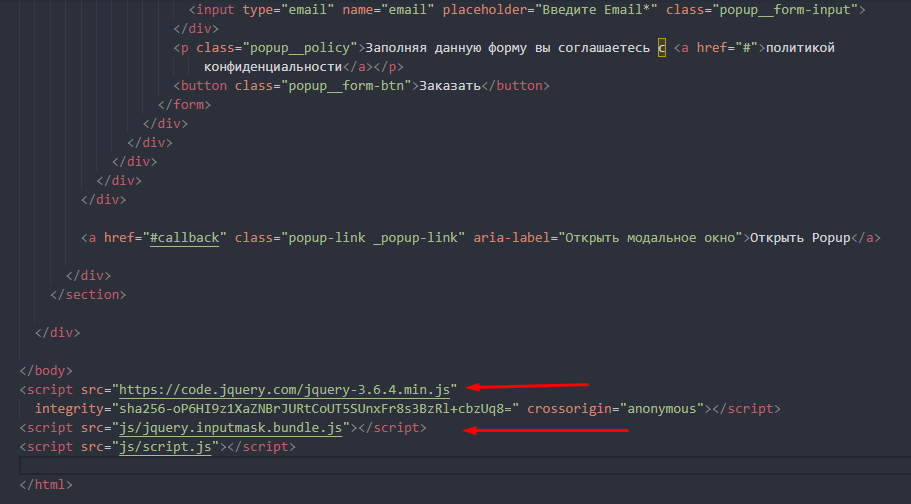 <input type="email" name="email" placeholder="Введите Email*" class="popup__form-input">
</div>
<p class="popup__policy">Заполняя данную форму вы соглашаетесь с <a href="#">политикой
конфиденциальности</a></p>
<button class="popup__form-btn">Заказать</button>
</form>
</div>
</div>
</div>
</div>
</div>
<a href="#callback" class="popup-link _popup-link" aria-label="Открыть модальное окно">Открыть Popup</a>
</div>
</section>
</div>
</body>
<script src="https://code.jquery.com/jquery-3.6.4.min.js"
integrity="sha256-oP6HI9z1XaZNBrJURtCoUT5SUnxFr8s3BzRl+cbzUq8=" crossorigin="anonymous"></script>
<script src="js/jquery.inputmask.bundle.js"></script>
<script src="js/script.js"></script>
</html>